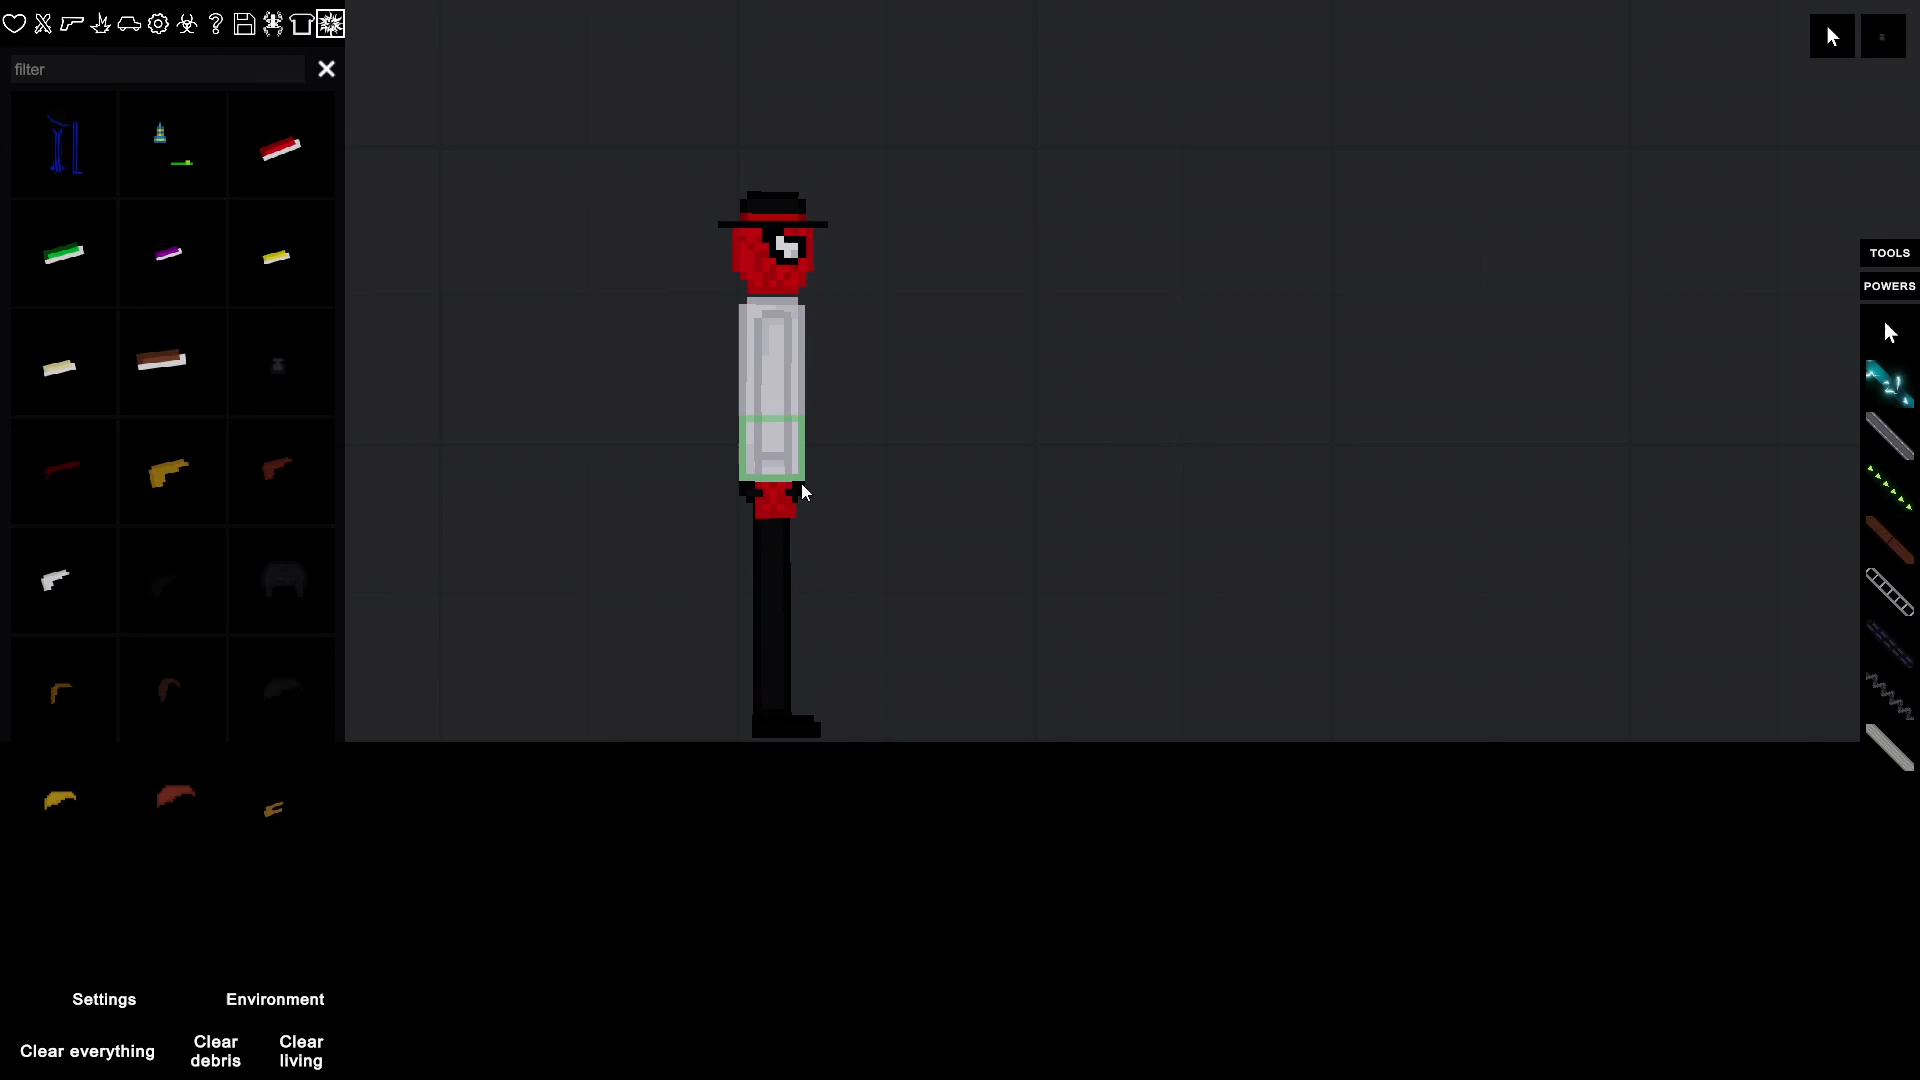 filter
TOOLS
POWERS
Settings
Environment
Clear everything
Clear
debris
Clear
living